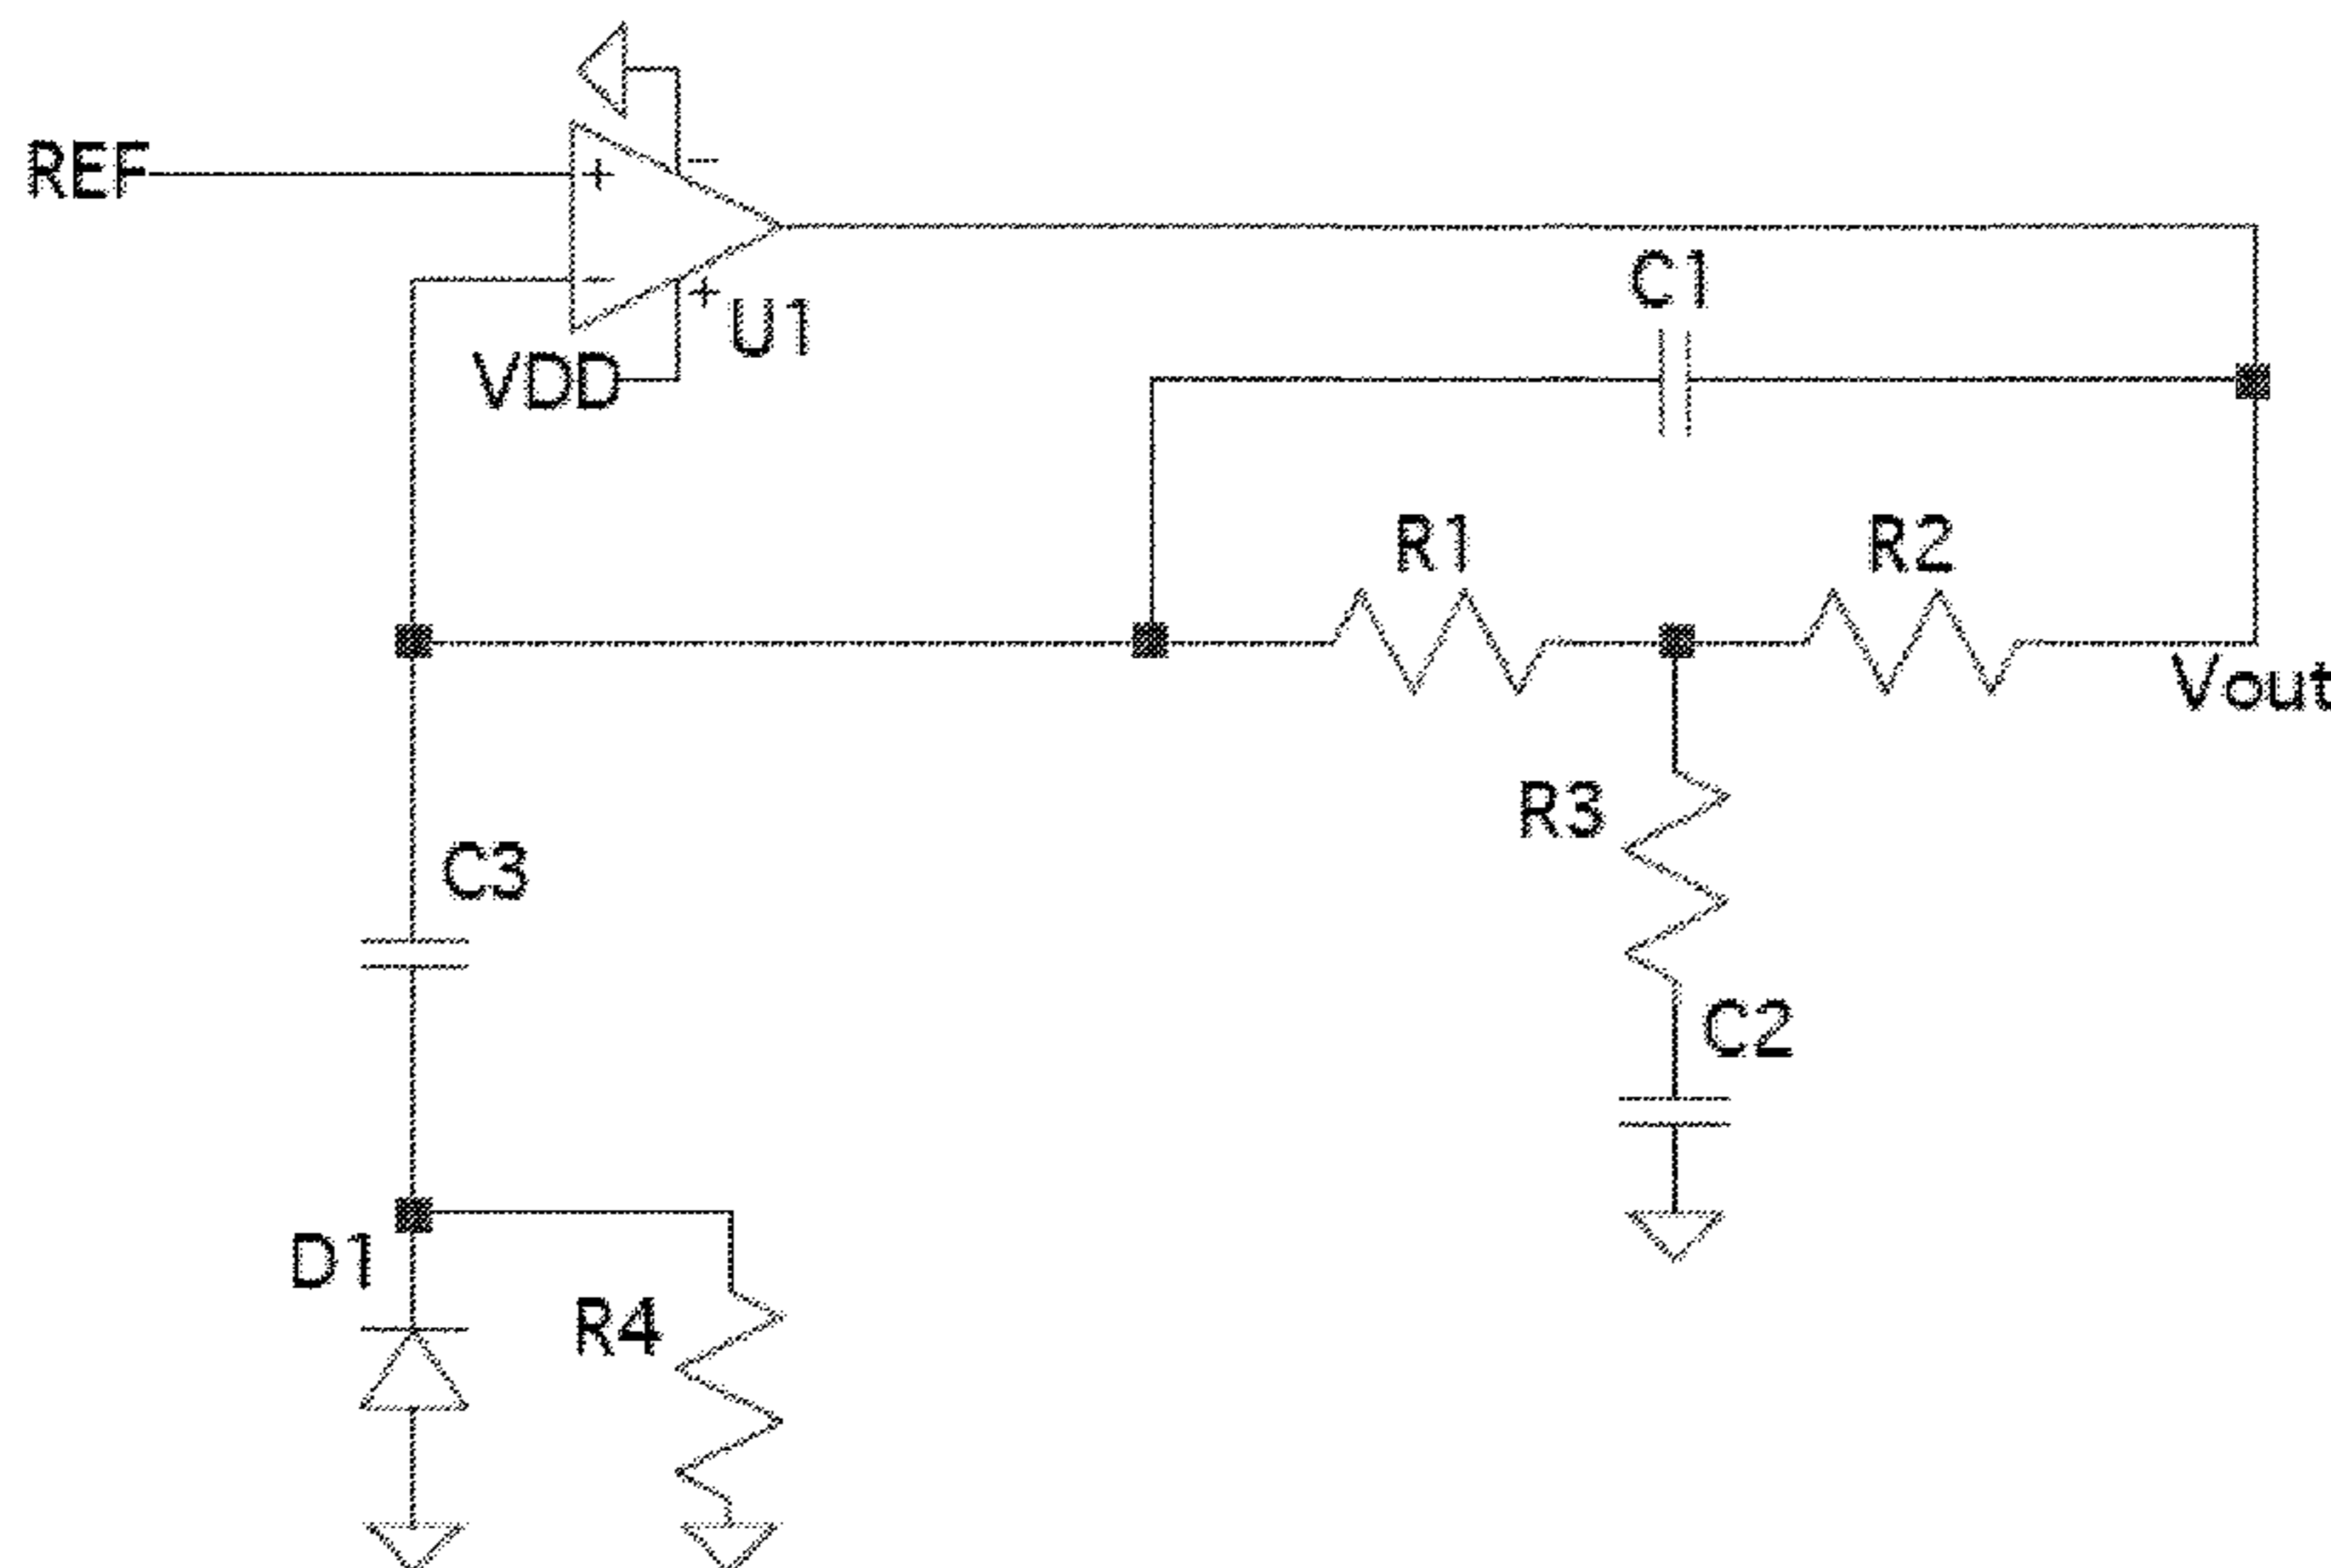 REF
+
-
-
+
U1
VDD
C1
R1
R2
Vout
R3
C3
C2
D1
R4